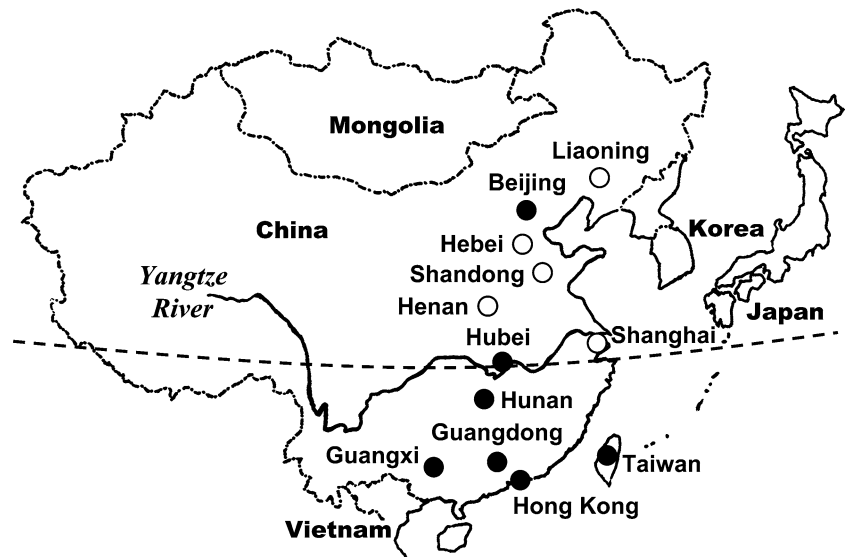 Mongolia
Liaoning
Beijing
China
Korea
Hebei
Shandong
Yangtze
River
Henan
Japan
Hubei
Shanghai
Hunan
Guangdong
Guangxi
Taiwan
Hong Kong
Vietnam